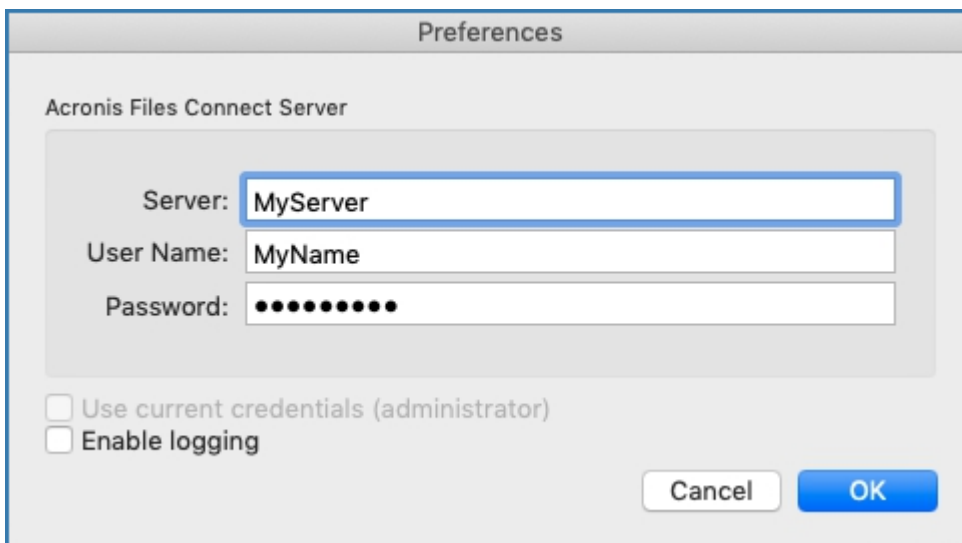 Preferences
Acronis Files Connect Server
Server: MyServer
User Name: MyName
Password: •••••••••
Use current credentials (administrator)
Enable logging
Cancel OK